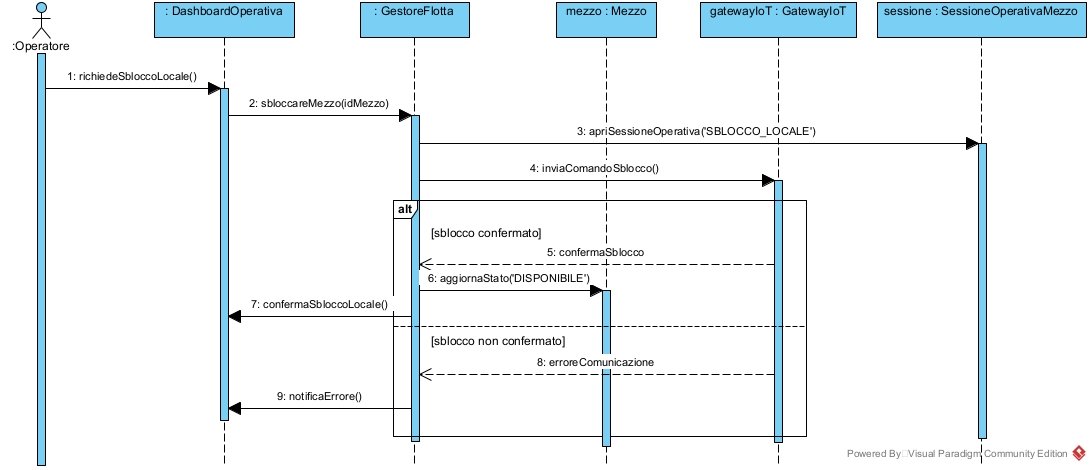 : DashboardOperativa
: GestoreFlotta
mezzo : Mezzo
gatewayIoT : GatewayIoT
sessione : SessioneOperativaMezzo
:Operatore
1: richiedeSbloccoLocale()
2: sbloccareMezzo(idMezzo)
3: apriSessioneOperativa('SBLOCCO_LOCALE')
4: inviaComandoSblocco()
alt
[sblocco confermato]
5: confermaSblocco
6: aggiornaStato('DISPONIBILE')
7: confermaSbloccoLocale()
[sblocco non confermato]
8: erroreComunicazione
9: notificaErrore()
Powered By Visual Paradigm Community Edition